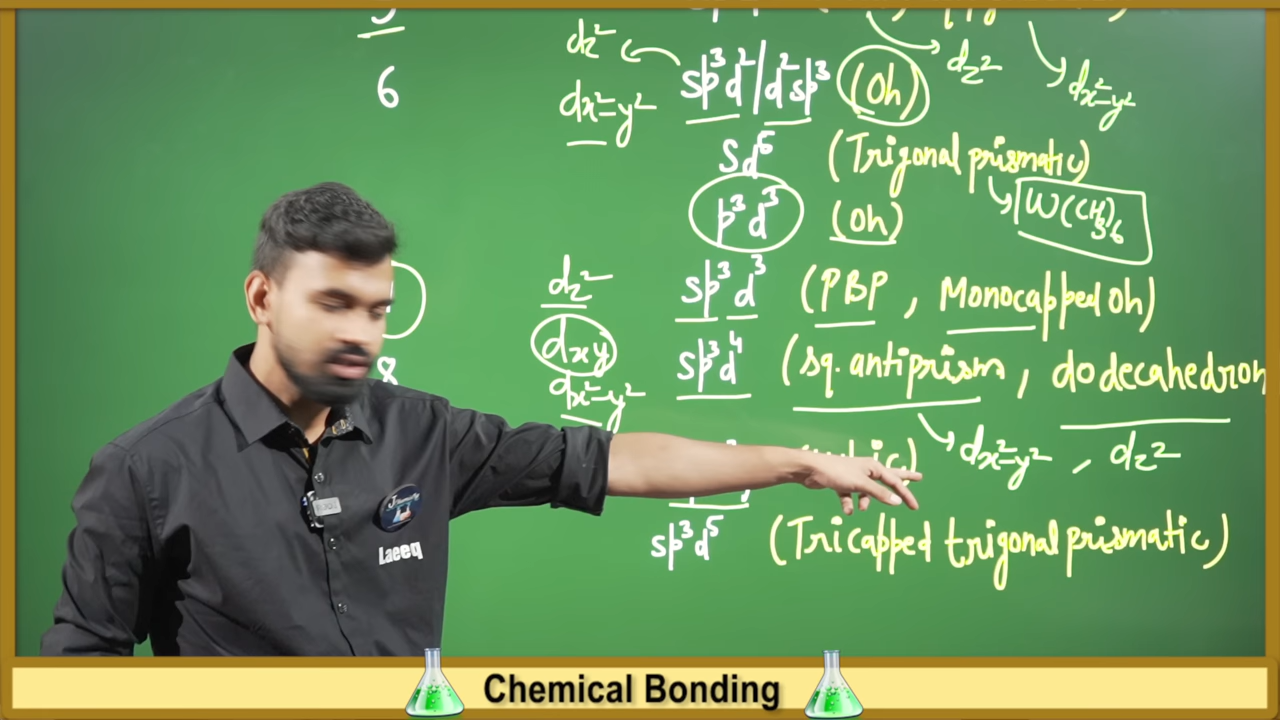 6
dz² sp³d²/d²sp³ (Oh) dz²
dx²-y² dx²-y²
sd⁵ (Trigonal prismatic)
W(CH₃)₆
p³d³ (Oh)
dz² sp³d³ (PBP, Monocapped Oh)
dxy
8 sp³d⁴ (sq. antiprism, dodecahedron
dx²-y² dx²-y², dz²
sp³d⁵ (Tricapped trigonal prismatic)
Laeeq
Chemical Bonding